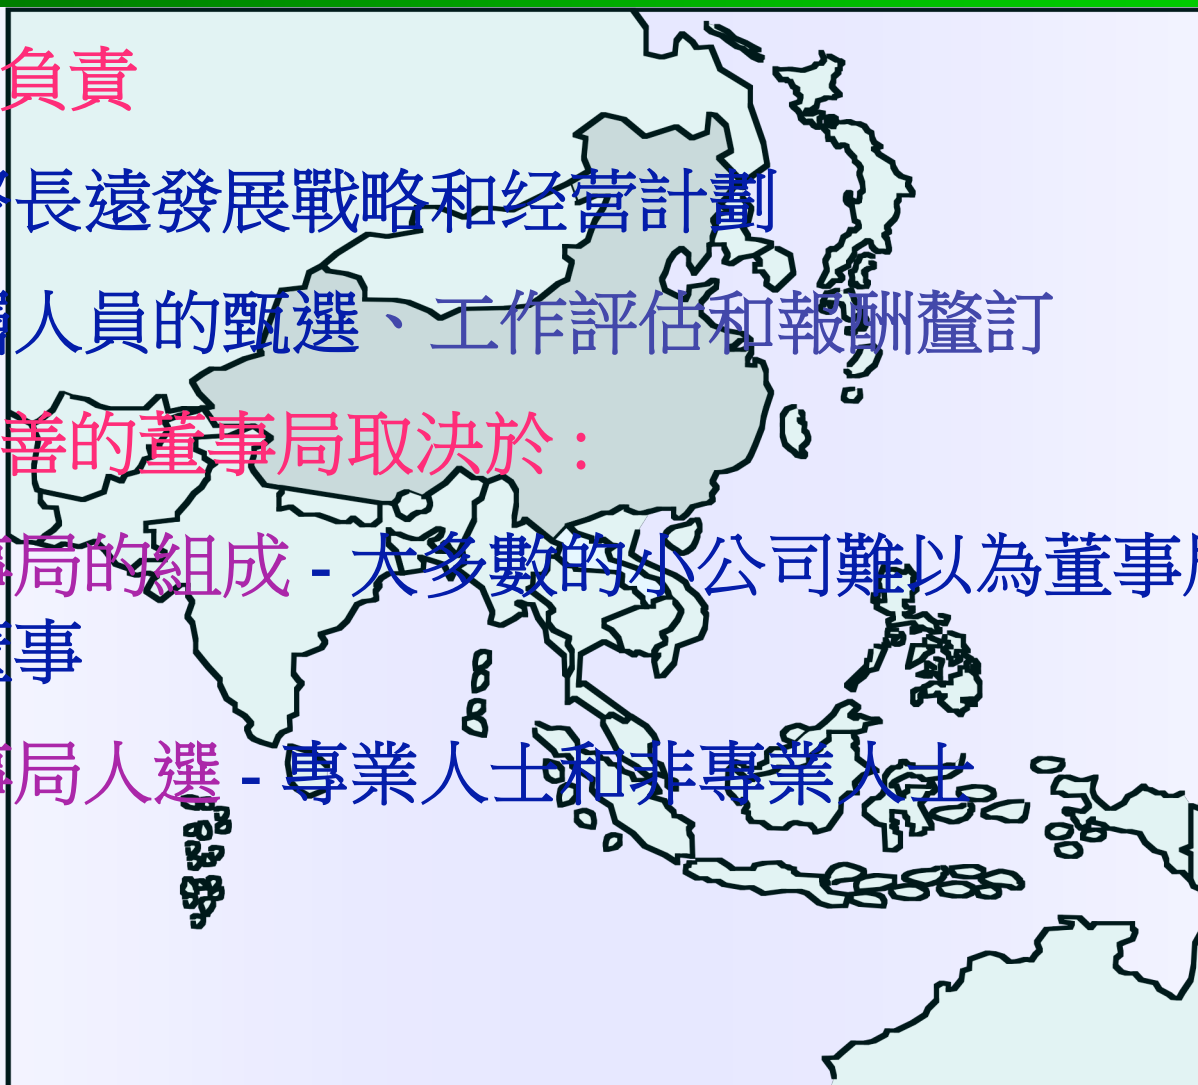 負責
長遠發展戰略和经营計劃
人員的甄選、工作評估和報酬釐訂
善的董事局取決於：
局的組成 - 大多數的小公司難以為董事
事
局人選 - 專業人士和非專業人士